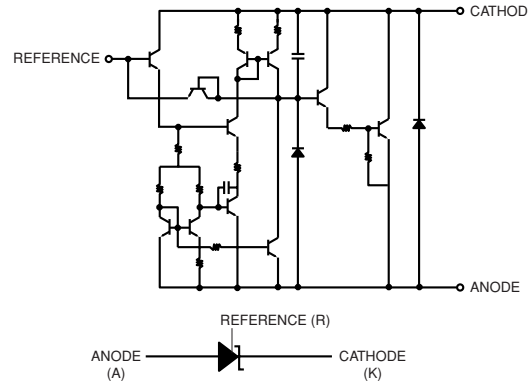 CATHOD
REFERENCE
ANODE
REFERENCE (R)
ANODE
(A)
CATHODE
(K)